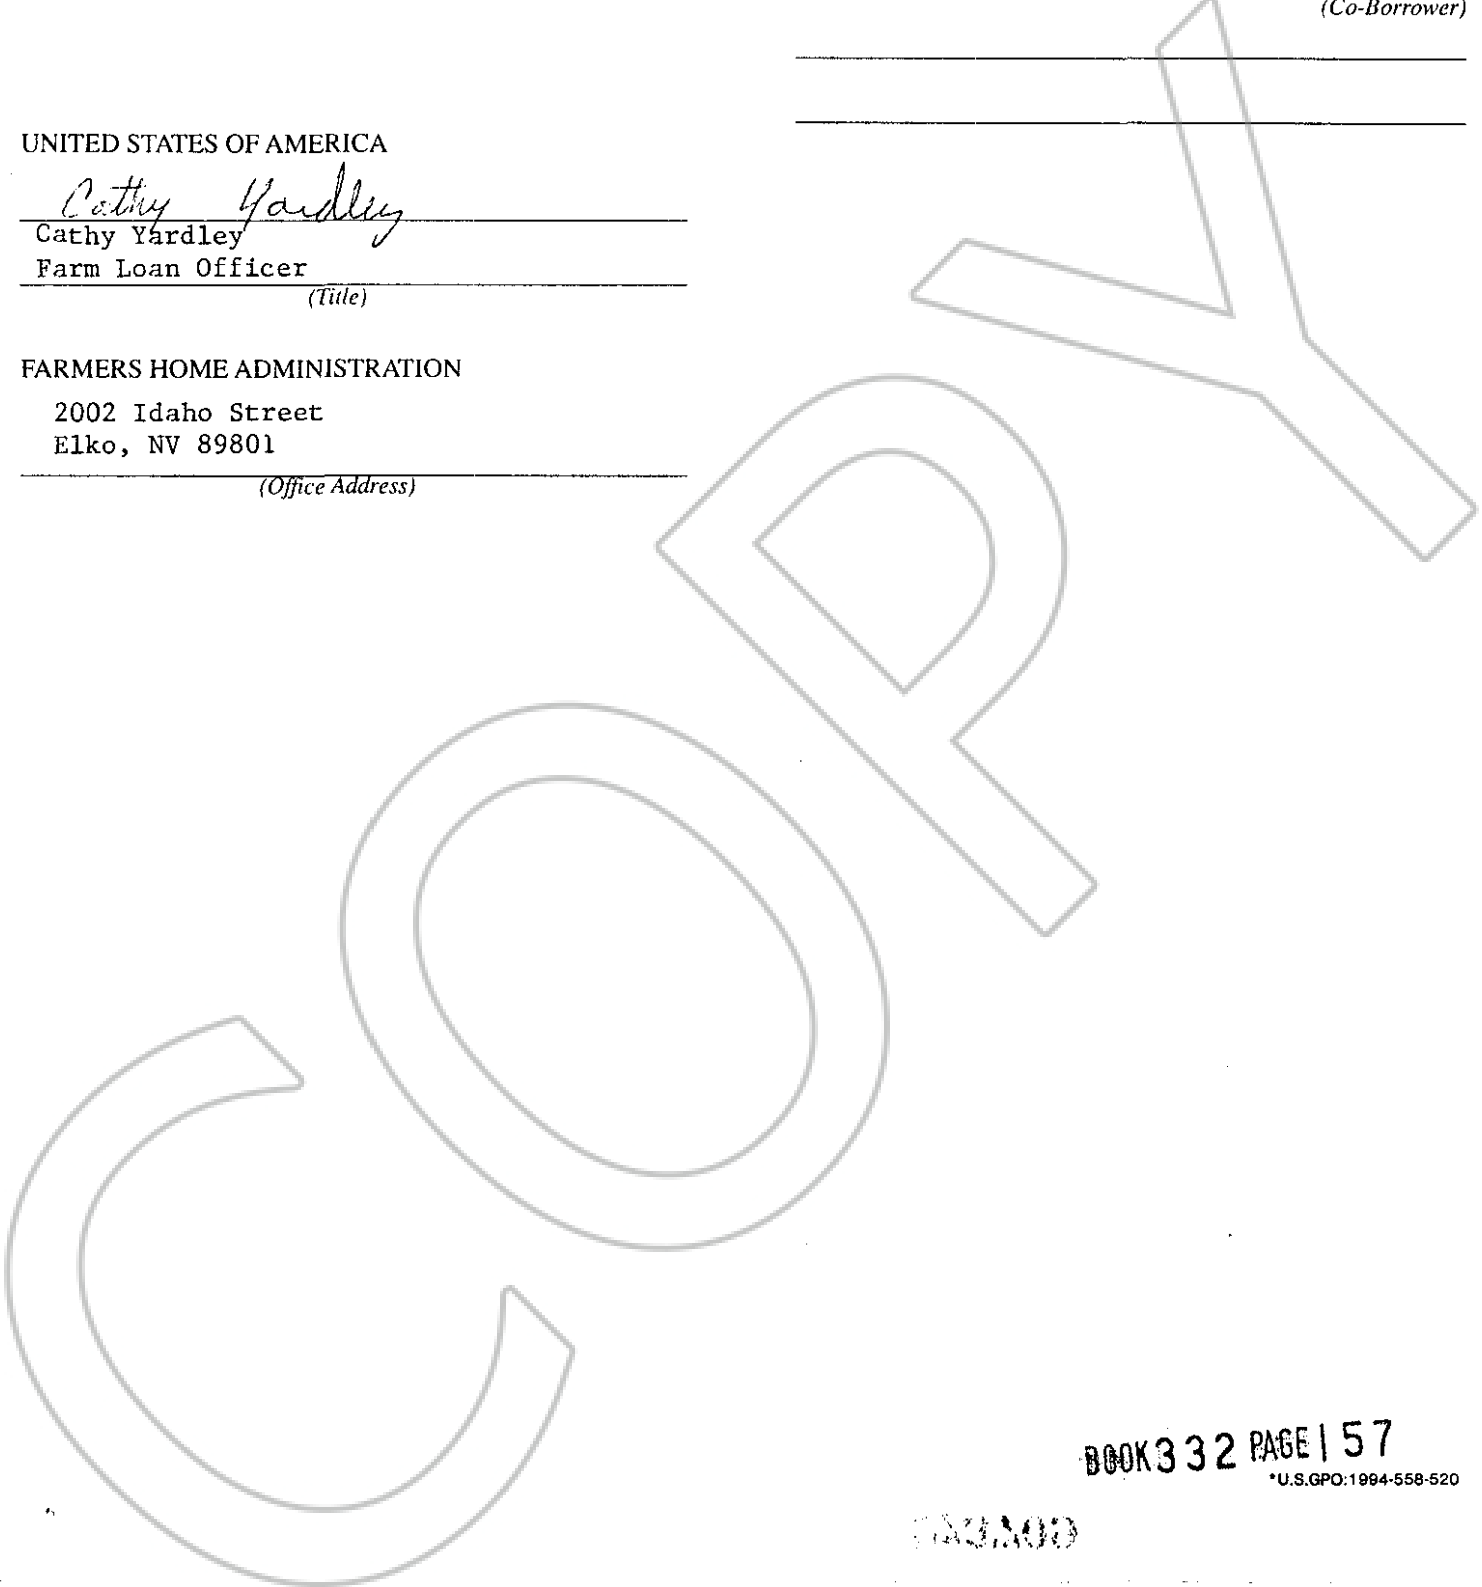 (Co-Borrower)
UNITED STATES OF AMERICA
Cathy Yardley
Cathy Yardley
Farm Loan Officer
(Title)
FARMERS HOME ADMINISTRATION
2002 Idaho Street
Elko, NV 89801
(Office Address)
COPY
BOOK 332 PAGE 157
*U.S.GPO:1994-558-520